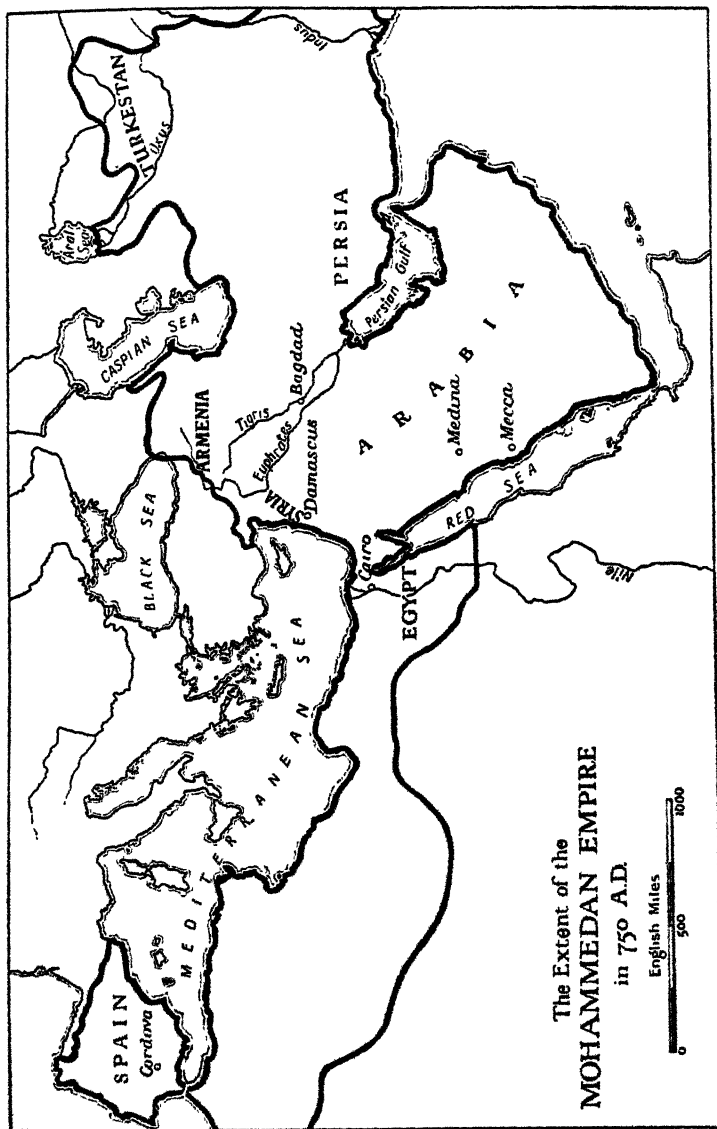 SPAIN
Cordova
MEDITERRANEAN SEA
BLACK SEA
CASPIAN SEA
Aral Sea
TURKESTAN
Oxus
Indus
ARMENIA
Tigris
Euphrates
Bagdad
SYRIA
Damascus
PERSIA
Persian Gulf
ARABIA
Medina
Mecca
RED SEA
Cairo
EGYPT
Nile
The Extent of the
MOHAMMEDAN EMPIRE
in 750 A.D.
English Miles
0 500 1000